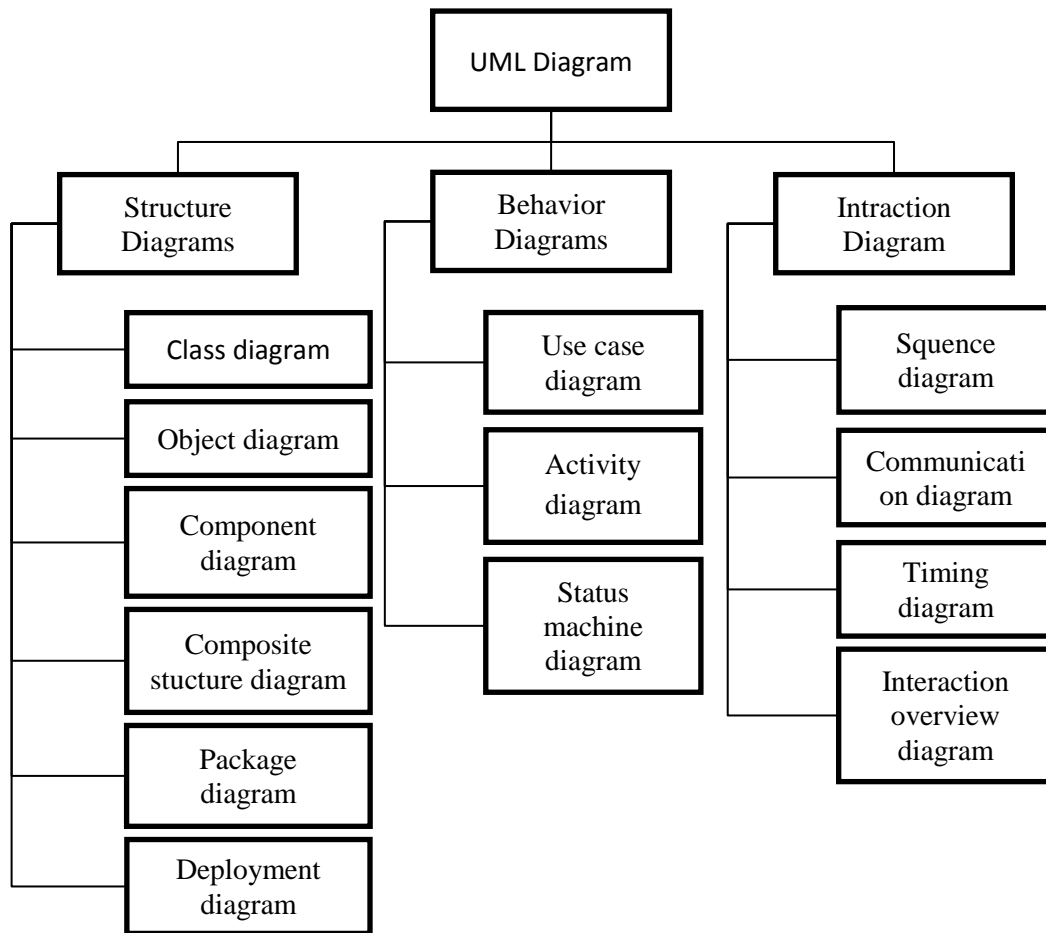 UML Diagram
Structure
Diagrams
Behavior
Diagrams
Intraction
Diagram
Class diagram
Object diagram
Component
diagram
Composite
stucture diagram
Package
diagram
Deployment
diagram
Use case
diagram
Activity
diagram
Status
machine
diagram
Squence
diagram
Communicati
on diagram
Timing
diagram
Interaction
overview
diagram